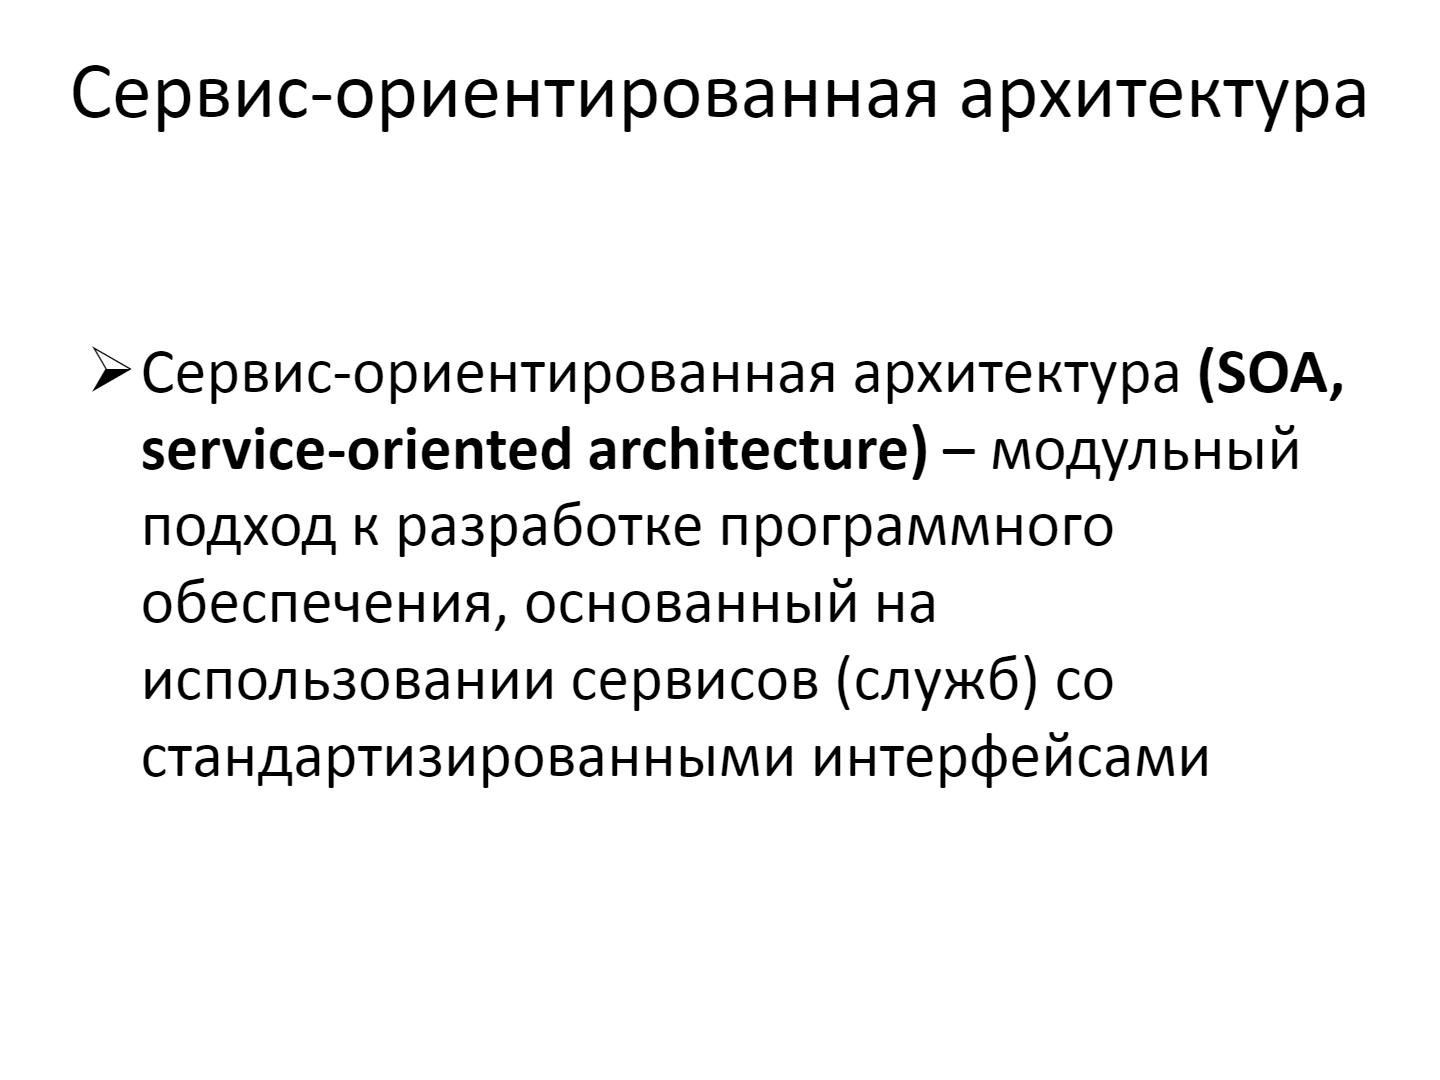 Сервис-ориентированная архитектура
Сервис-ориентированная архитектура (SOA,
service-oriented architecture) – модульный
подход к разработке программного
обеспечения, основанный на
использовании сервисов (служб) со
стандартизированными интерфейсами